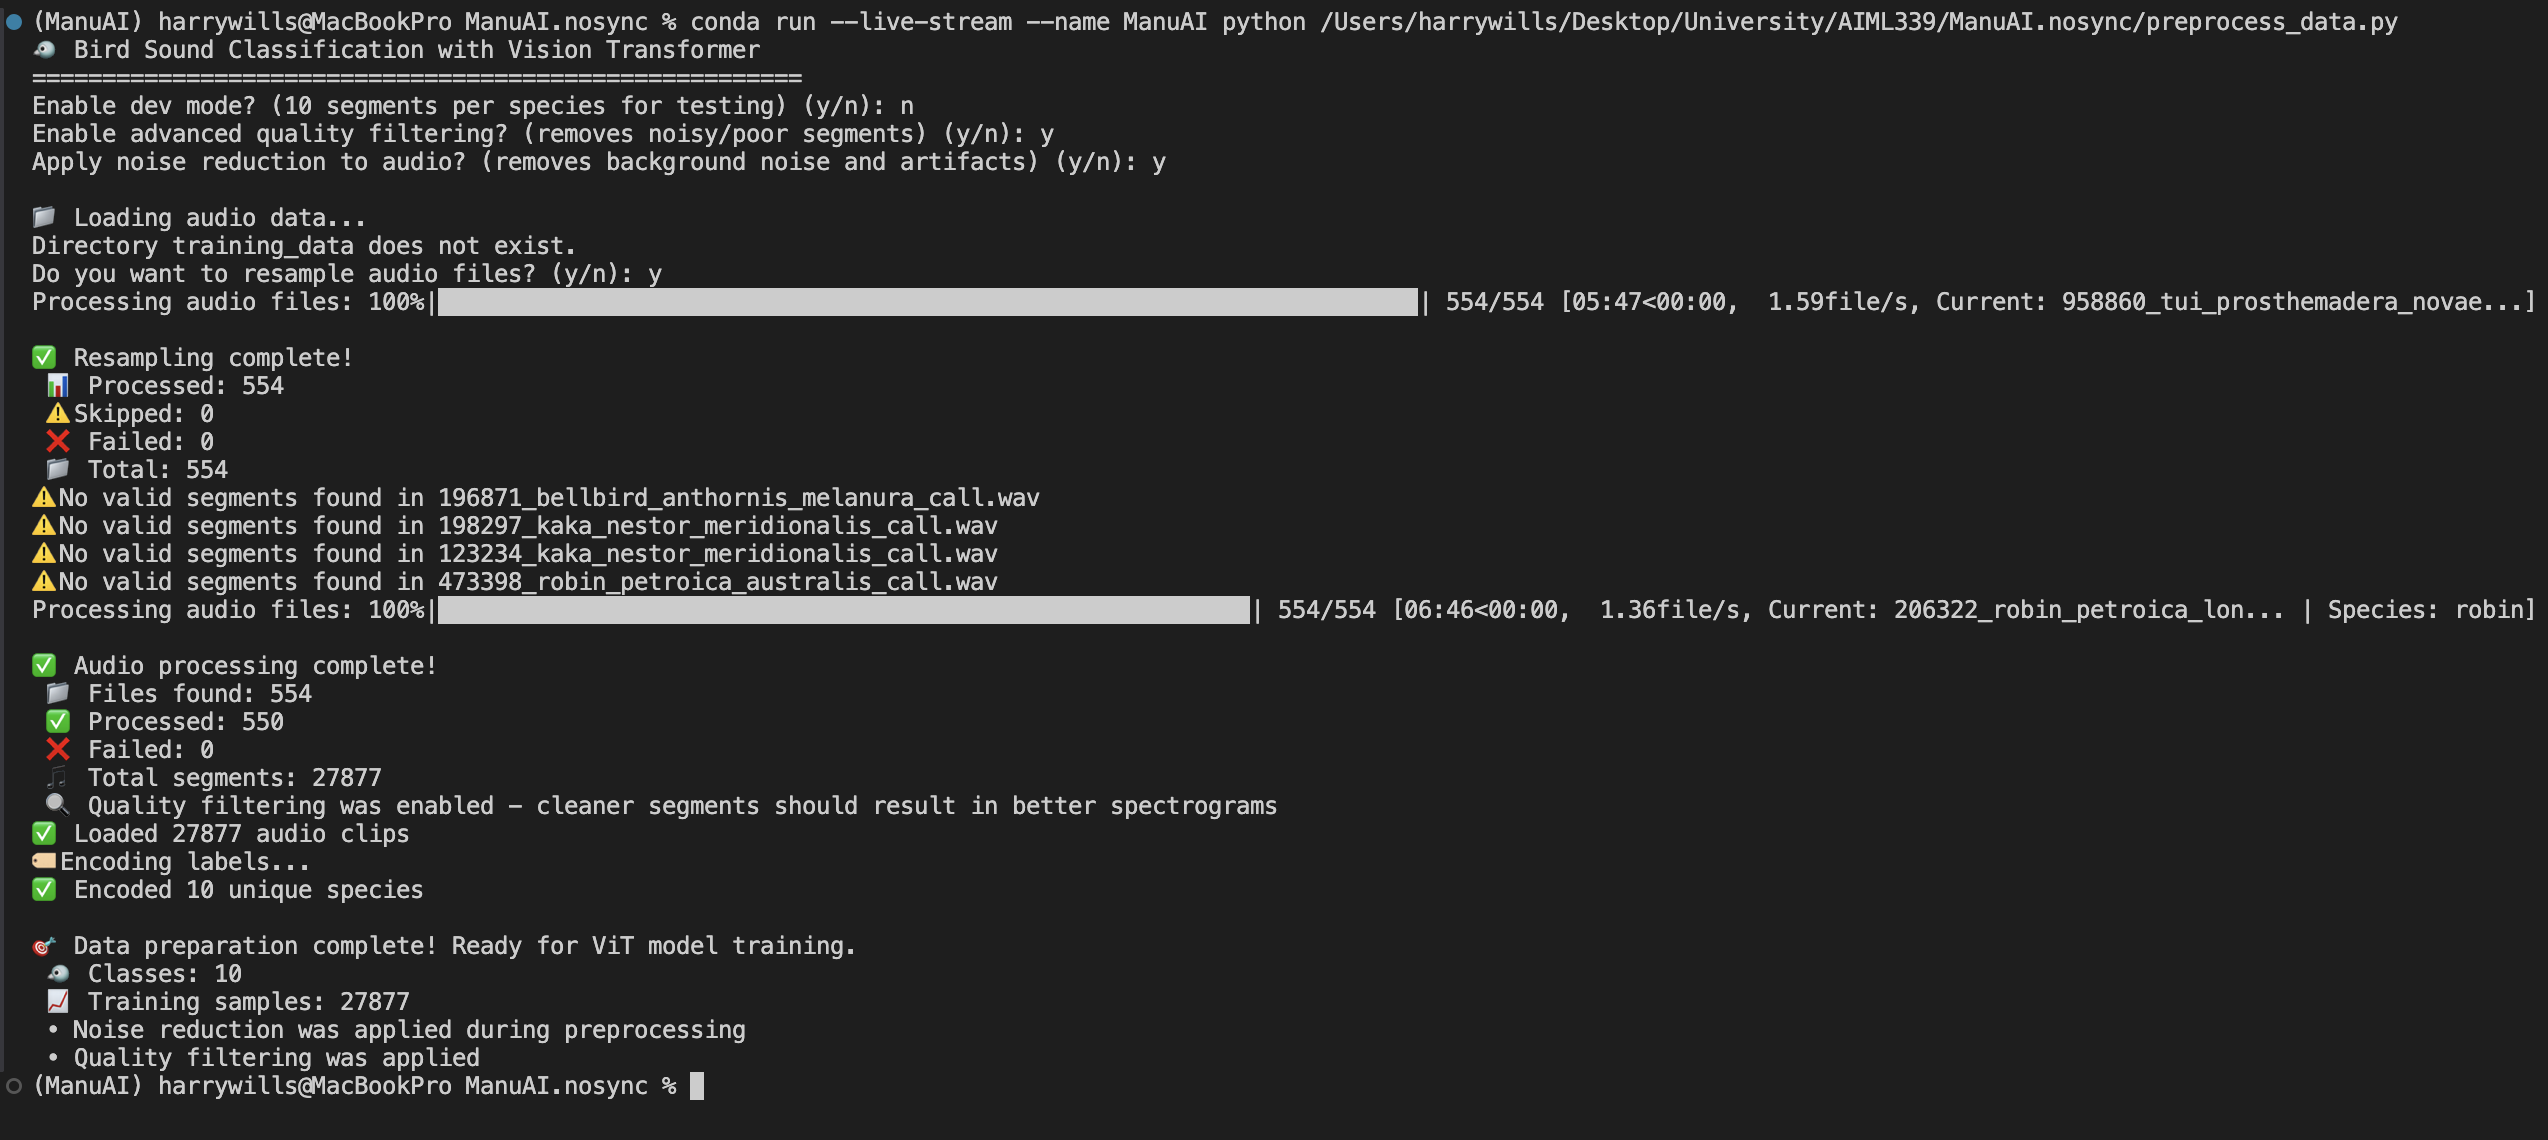 (ManuAI) harrywills@MacBookPro ManuAI.nosync % conda run --live-stream --name ManuAI python /Users/harrywills/Desktop/University/AIML339/ManuAI.nosync/preprocess_data.py
🐦 Bird Sound Classification with Vision Transformer
=======================================================
Enable dev mode? (10 segments per species for testing) (y/n): n
Enable advanced quality filtering? (removes noisy/poor segments) (y/n): y
Apply noise reduction to audio? (removes background noise and artifacts) (y/n): y
📁 Loading audio data...
Directory training_data does not exist.
Do you want to resample audio files? (y/n): y
Processing audio files: 100%|██████████| 554/554 [05:47<00:00,  1.59file/s, Current: 958860_tui_prosthemadera_novae...]
✅ Resampling complete!
📊 Processed: 554
⚠️Skipped: 0
❌ Failed: 0
📁 Total: 554
⚠️No valid segments found in 196871_bellbird_anthornis_melanura_call.wav
⚠️No valid segments found in 198297_kaka_nestor_meridionalis_call.wav
⚠️No valid segments found in 123234_kaka_nestor_meridionalis_call.wav
⚠️No valid segments found in 473398_robin_petroica_australis_call.wav
Processing audio files: 100%|██████████| 554/554 [06:46<00:00,  1.36file/s, Current: 206322_robin_petroica_lon... | Species: robin]
✅ Audio processing complete!
📁 Files found: 554
✅ Processed: 550
❌ Failed: 0
🎵 Total segments: 27877
🔍 Quality filtering was enabled - cleaner segments should result in better spectrograms
✅ Loaded 27877 audio clips
🏷️Encoding labels...
✅ Encoded 10 unique species
🎯 Data preparation complete! Ready for ViT model training.
🐦 Classes: 10
📈 Training samples: 27877
• Noise reduction was applied during preprocessing
• Quality filtering was applied
(ManuAI) harrywills@MacBookPro ManuAI.nosync %